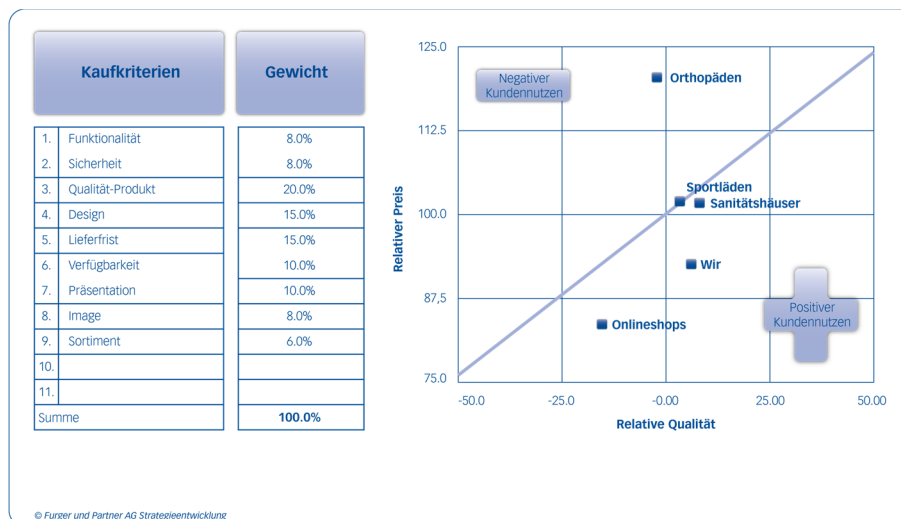 Kaufkriterien Gewicht
1. Funktionalität 8.0%
2. Sicherheit 8.0%
3. Qualität-Produkt 20.0%
4. Design 15.0%
5. Lieferfrist 15.0%
6. Verfügbarkeit 10.0%
7. Präsentation 10.0%
8. Image 8.0%
9. Sortiment 6.0%
10.
11.
Summe 100.0%
125.0
112.5
100.0
87,5
75.0
Relativer Preis
Negativer
Kundennutzen
Orthopäden
Sportläden
Sanitätshäuser
Wir
Onlineshops
Positiver
Kundennutzen
-50.0 -25.0 -0.00 25.00 50.00
Relative Qualität
© Furger und Partner AG Strategieentwicklung